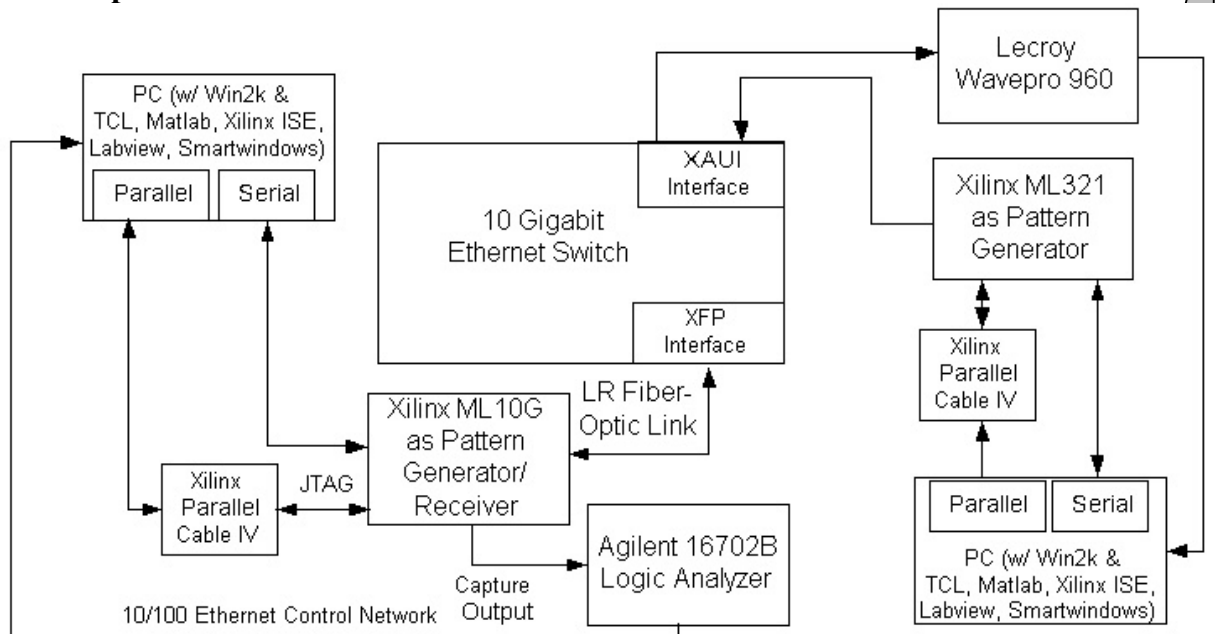 Lecroy
Wavepro 960
PC (w/ Win2k &
TCL, Matlab, Xilinx ISE,
Labview, Smartwindows)
Parallel
Serial
XAUI
Interface
10 Gigabit
Ethernet Switch
XFP
Interface
Xilinx ML321
as Pattern
Generator
Xilinx
Parallel
Cable IV
LR Fiber-
Optic Link
Xilinx ML10G
as Pattern
Generator/
Receiver
JTAG
Xilinx
Parallel
Cable IV
Parallel
Serial
PC (w/ Win2k &
TCL, Matlab, Xilinx ISE,
Labview, Smartwindows)
Agilent 16702B
Logic Analyzer
Capture
Output
10/100 Ethernet Control Network